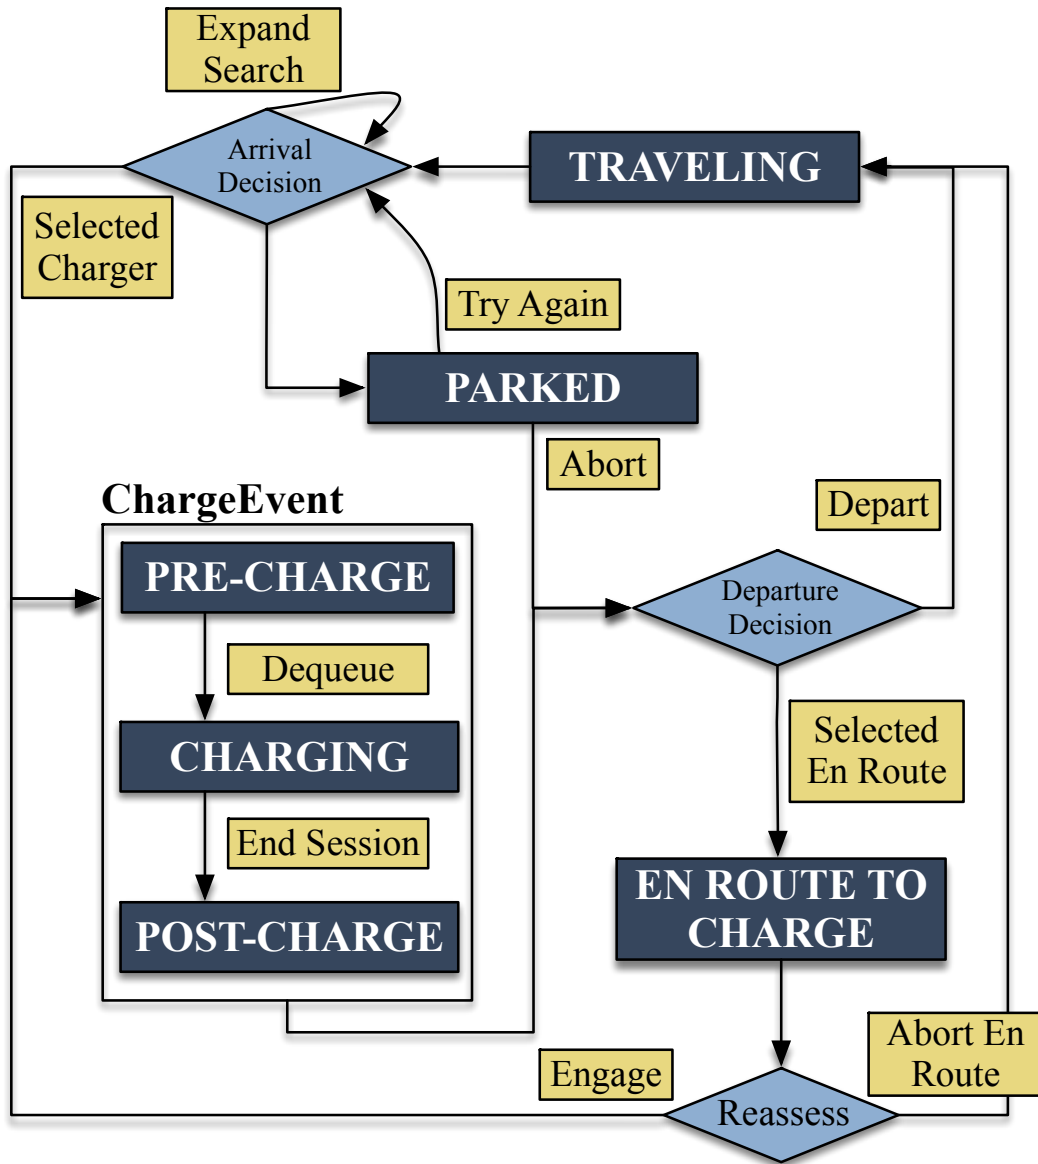 Expand
Search
Arrival
Decision
TRAVELING
Selected
Charger
Try Again
PARKED
Abort
ChargeEvent
Depart
PRE-CHARGE
Departure
Decision
Dequeue
CHARGING
Selected
En Route
End Session
EN ROUTE TO
CHARGE
POST-CHARGE
Engage
Abort En
Route
Reassess